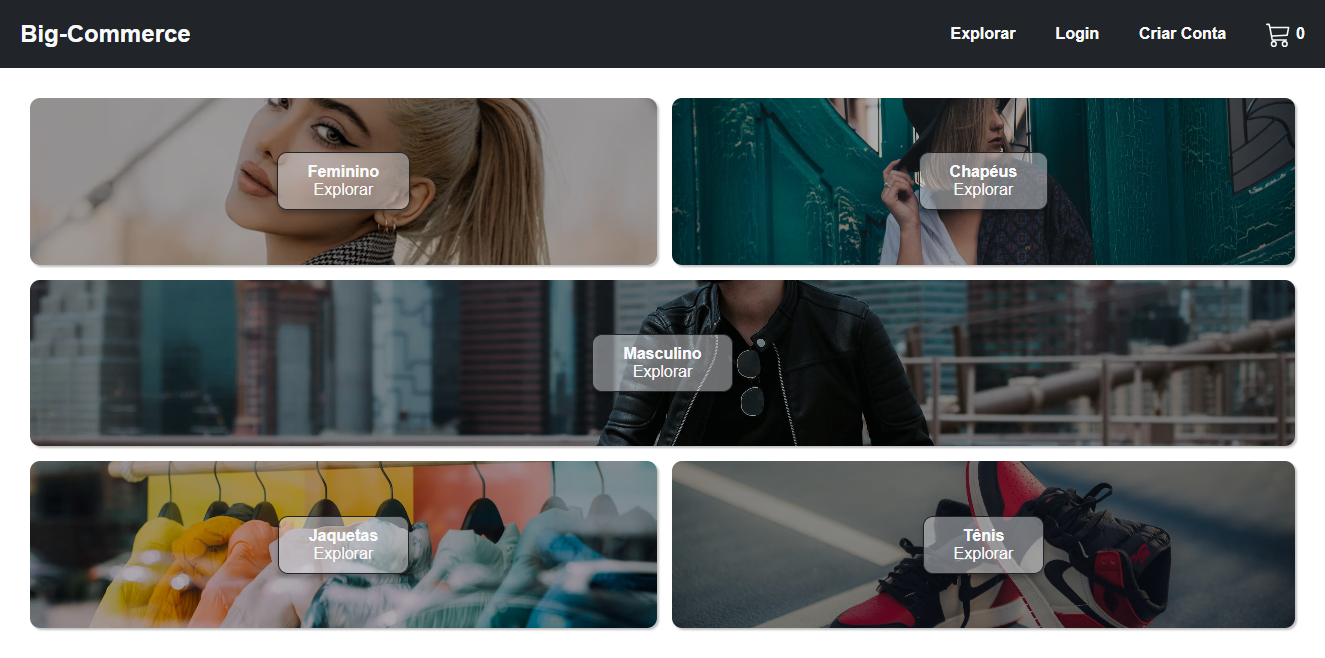 Big-Commerce
Explorar
Login
Criar Conta
0
Feminino
Explorar
Chapéus
Explorar
Masculino
Explorar
Jaquetas
Explorar
Tênis
Explorar